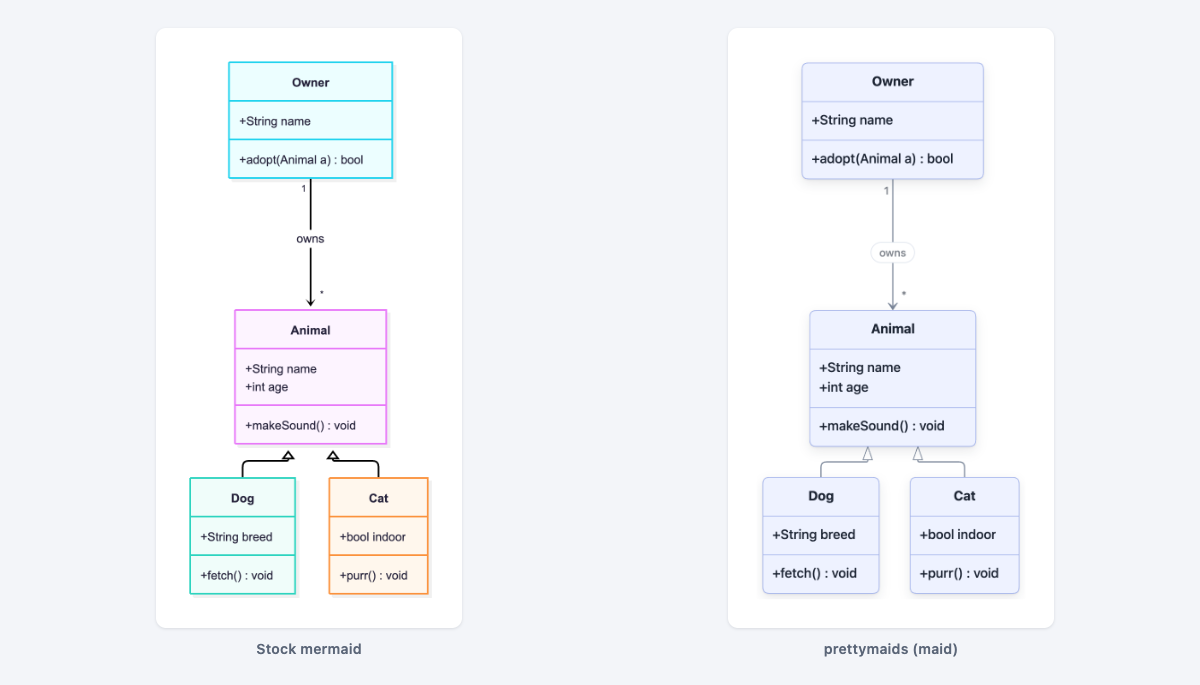 Owner
+String name
+adopt(Animal a) : bool
1
owns
*
Animal
+String name
+int age
+makeSound() : void
Dog
+String breed
+fetch() : void
Cat
+bool indoor
+purr() : void
Stock mermaid
Owner
+String name
+adopt(Animal a) : bool
1
owns
*
Animal
+String name
+int age
+makeSound() : void
Dog
+String breed
+fetch() : void
Cat
+bool indoor
+purr() : void
prettymaids (maid)